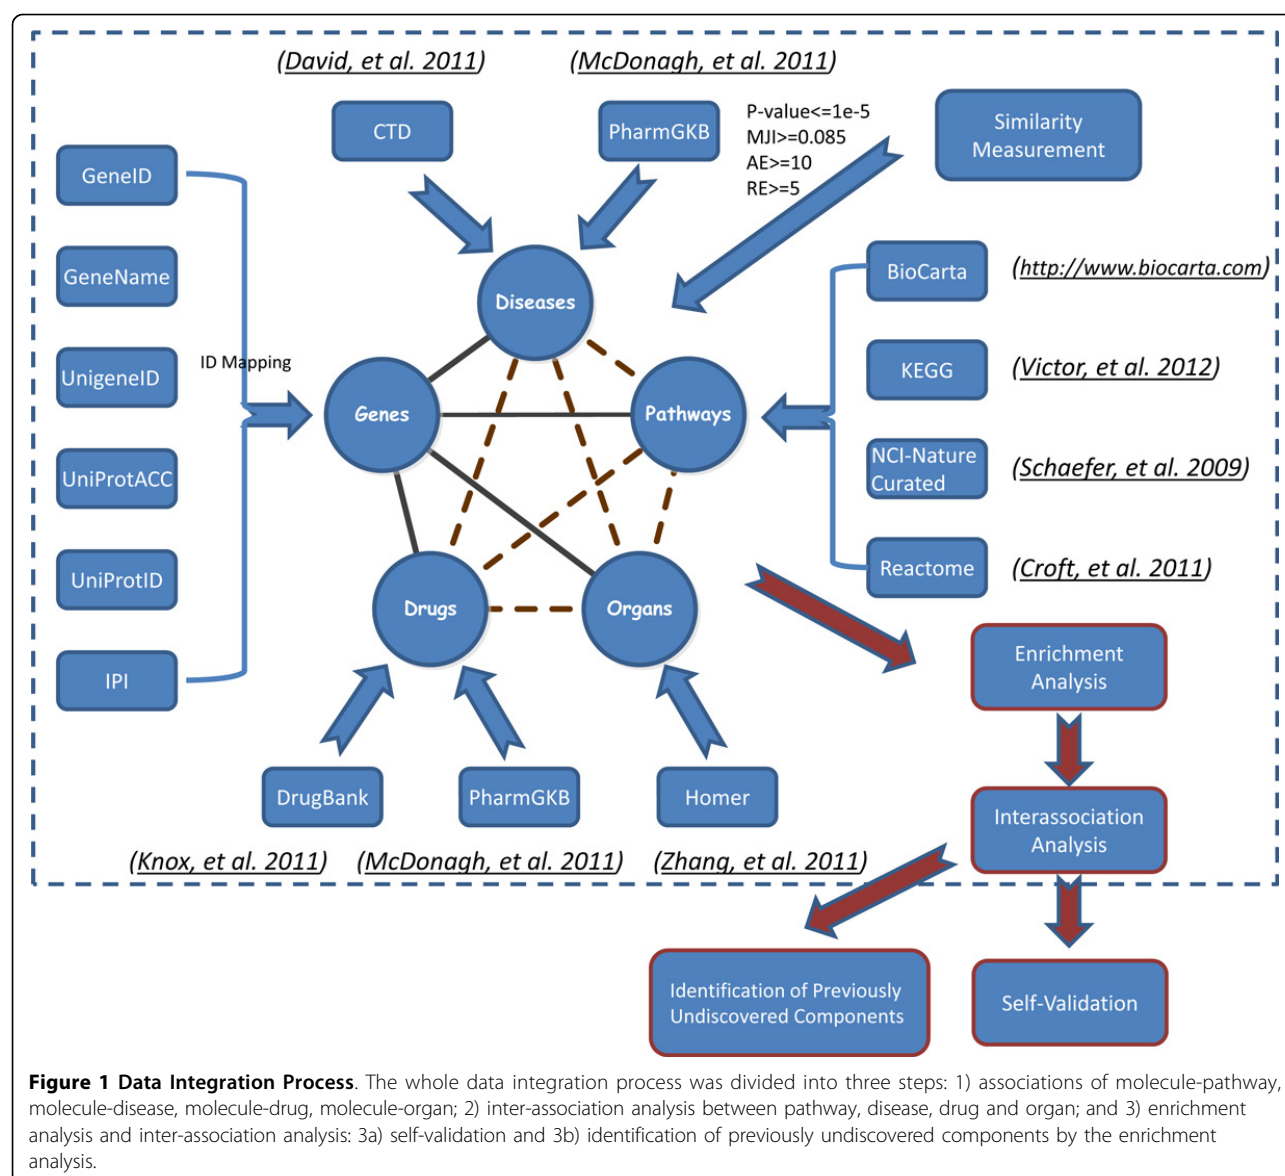 (David, et al. 2011)
(McDonagh, et al. 2011)
CTD
PharmGKB
P-value<=1e-5
MJI>=0.085
AE>=10
RE>=5
Similarity
Measurement
GeneID
GeneName
UnigeneID
UniProtACC
UniProtID
IPI
ID Mapping
Diseases
Genes
Pathways
Drugs
Organs
BioCarta
(http://www.biocarta.com)
KEGG
(Victor, et al. 2012)
NCI-Nature
Curated
(Schaefer, et al. 2009)
Reactome
(Croft, et al. 2011)
Enrichment
Analysis
DrugBank
PharmGKB
Homer
Interassociation
Analysis
(Knox, et al. 2011)
(McDonagh, et al. 2011)
(Zhang, et al. 2011)
Identification of Previously
Undiscovered Components
Self-Validation
Figure 1 Data Integration Process. The whole data integration process was divided into three steps: 1) associations of molecule-pathway,
molecule-disease, molecule-drug, molecule-organ; 2) inter-association analysis between pathway, disease, drug and organ; and 3) enrichment
analysis and inter-association analysis: 3a) self-validation and 3b) identification of previously undiscovered components by the enrichment
analysis.